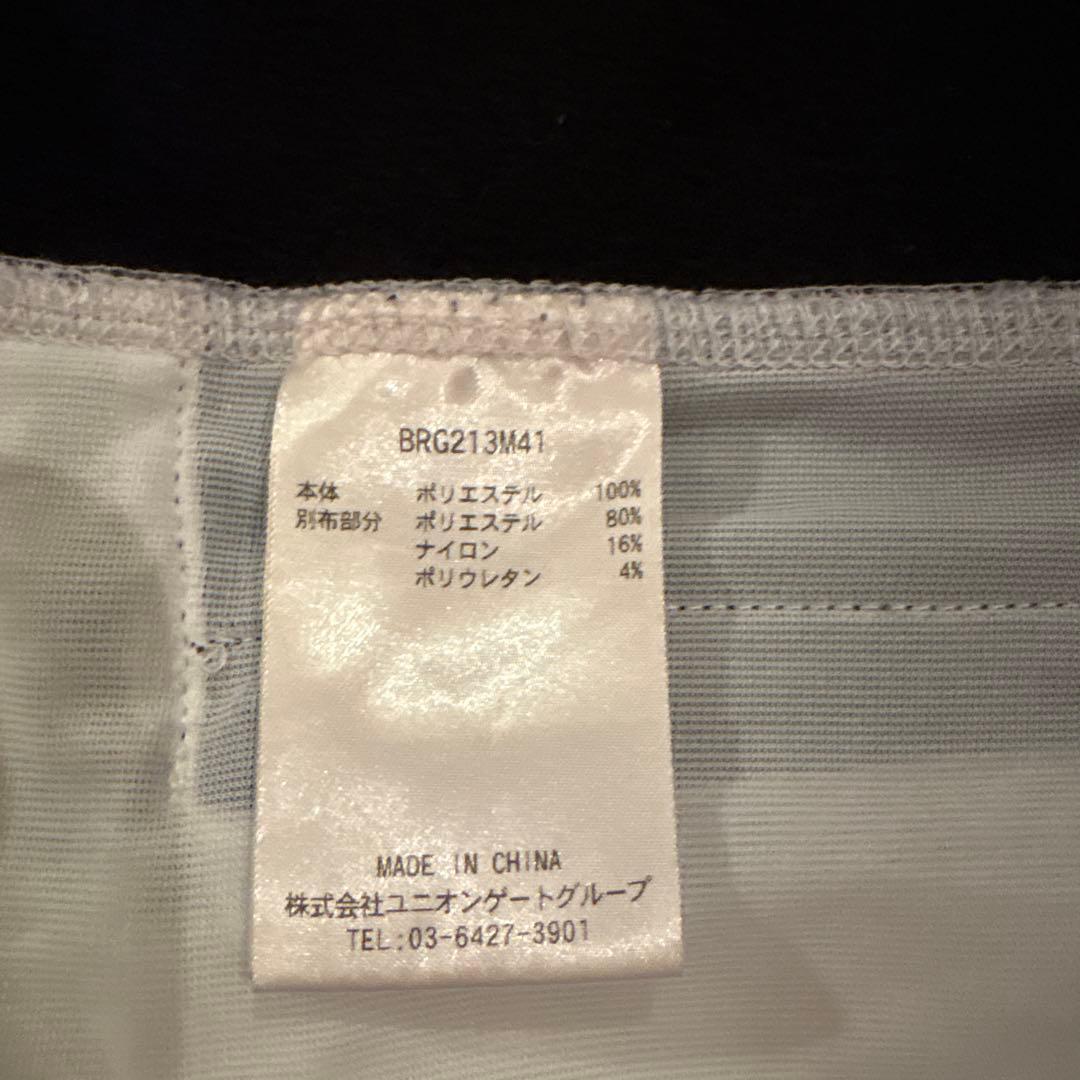 BRG213M41
本体 ポリエステル 100%
別布部分 ポリエステル 80%
ナイロン 16%
ポリウレタン 4%
MADE IN CHINA
株式会社ユニオンゲートグループ
TEL:03-6427-3901